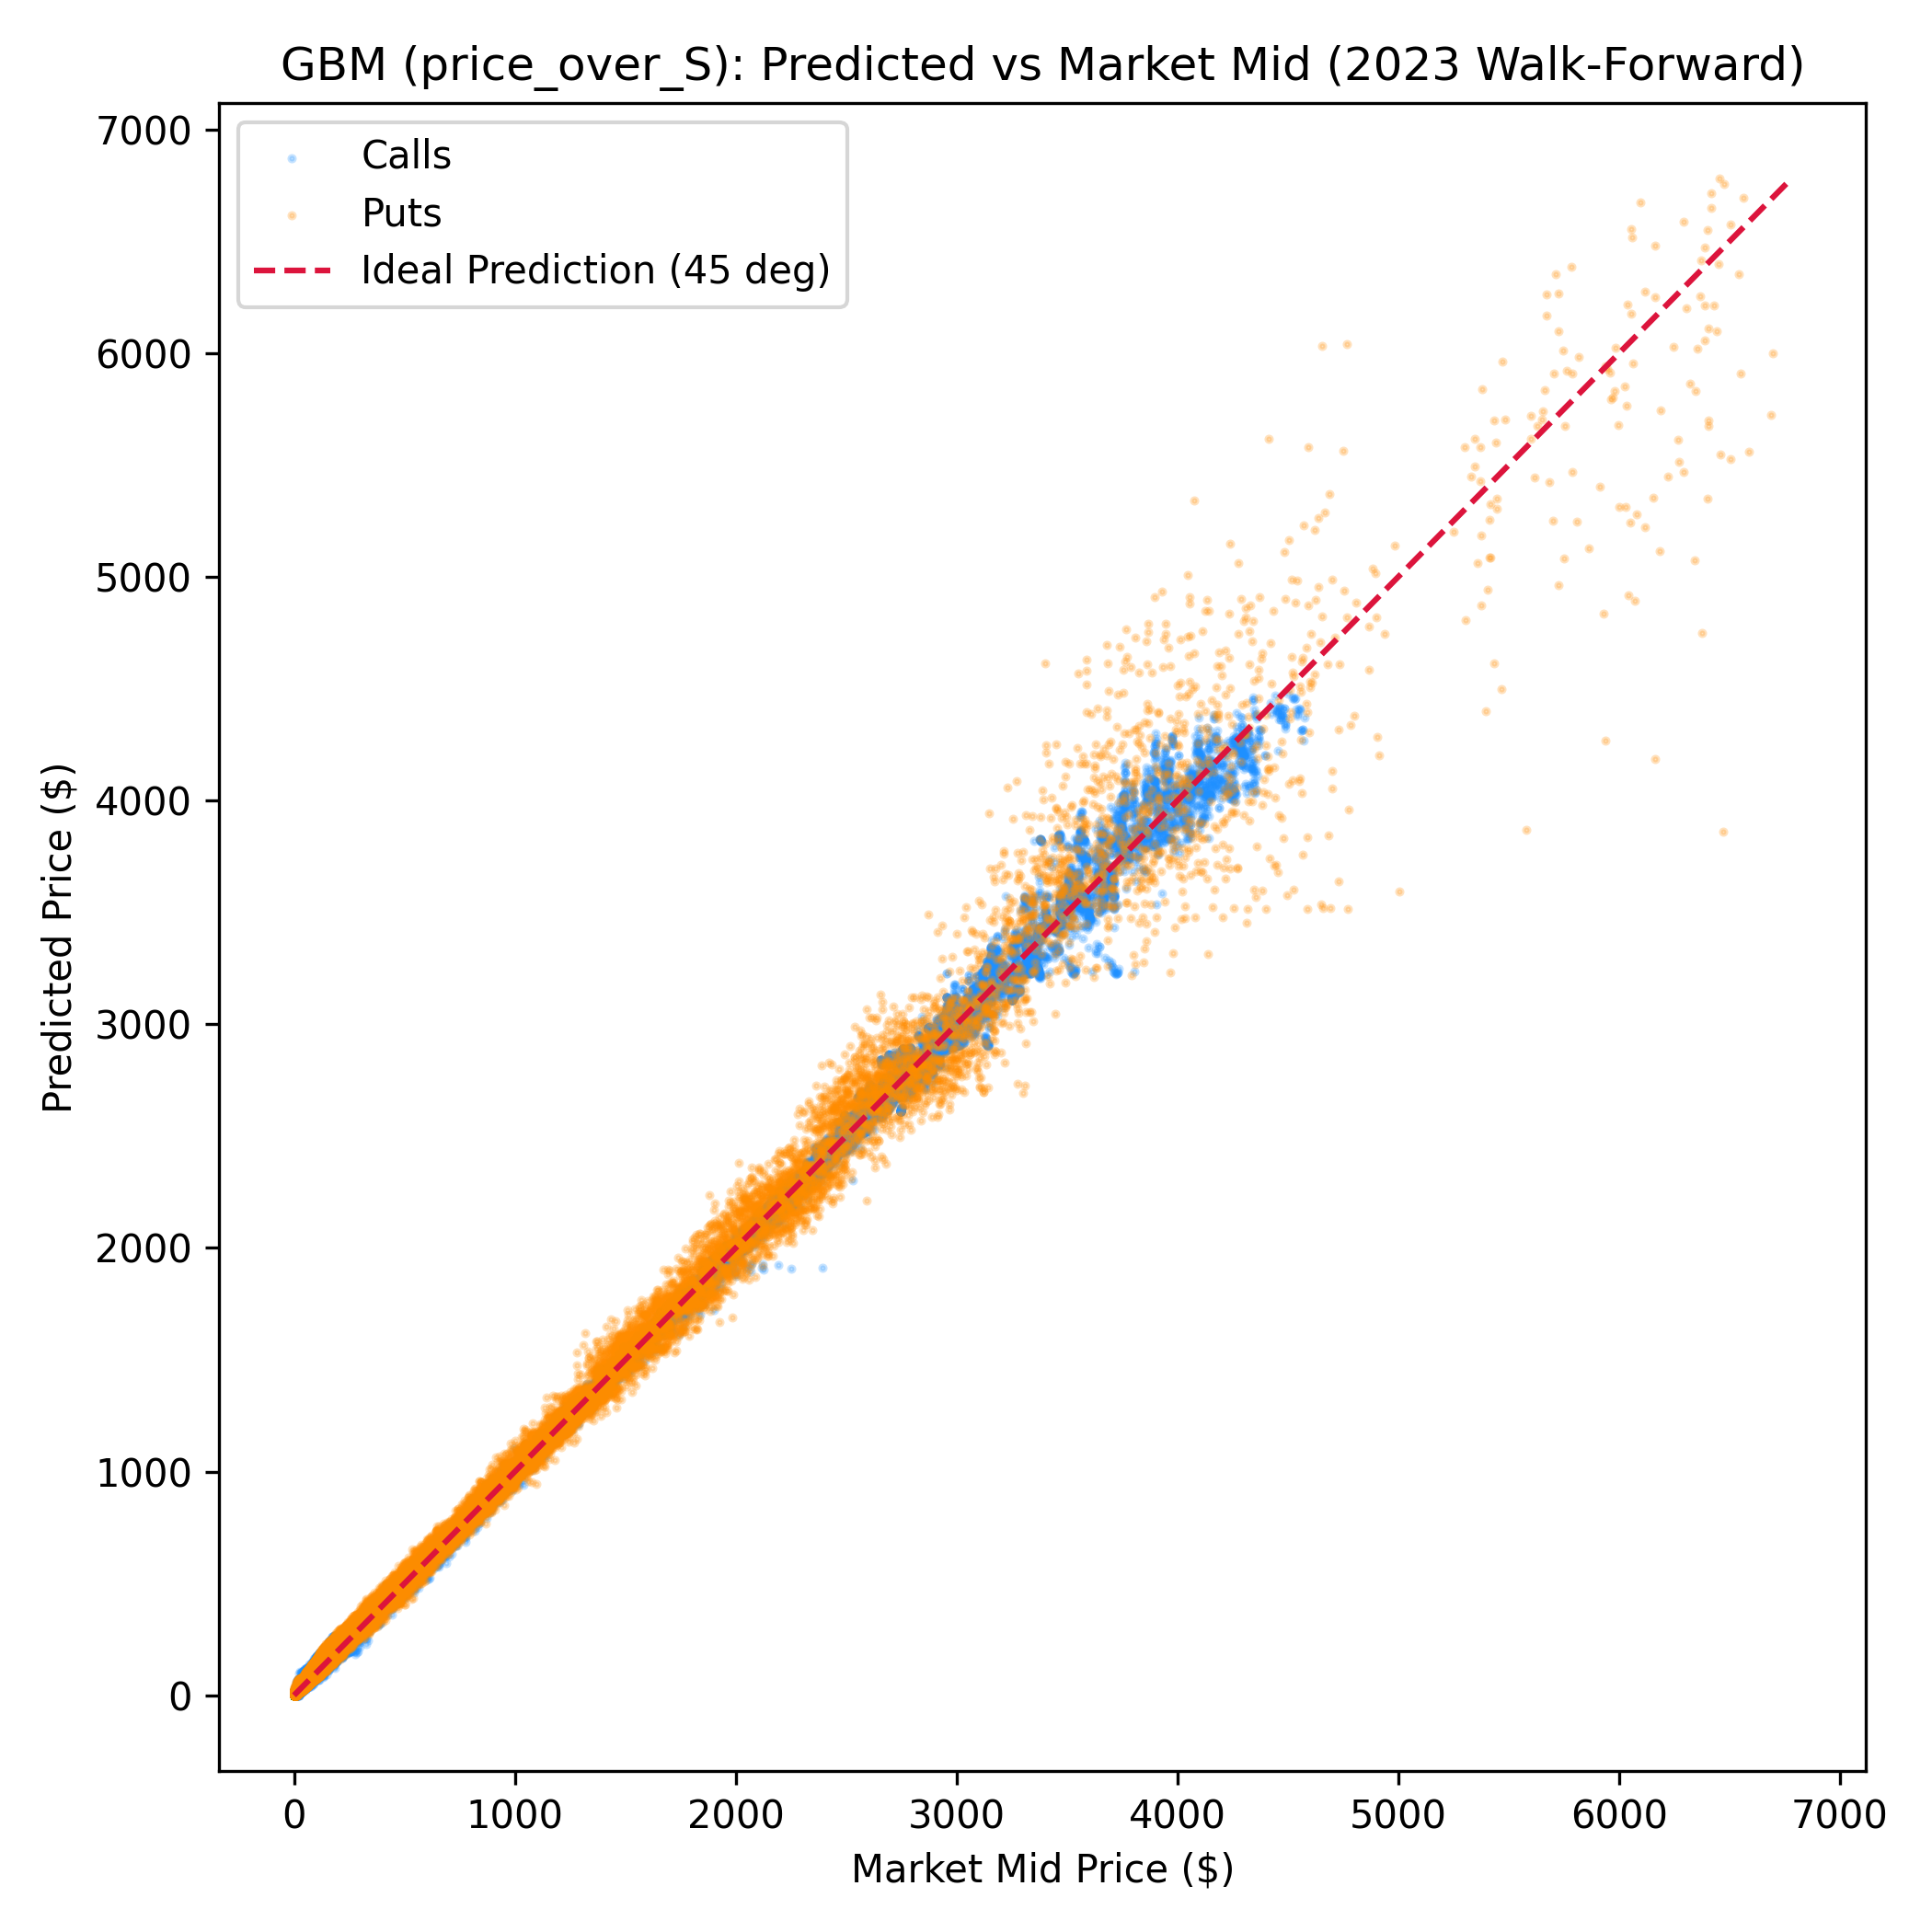 GBM (price_over_S): Predicted vs Market Mid (2023 Walk-Forward)
Calls
Puts
Ideal Prediction (45 deg)
Predicted Price ($)
7000
6000
5000
4000
3000
2000
1000
0
0 1000 2000 3000 4000 5000 6000 7000
Market Mid Price ($)